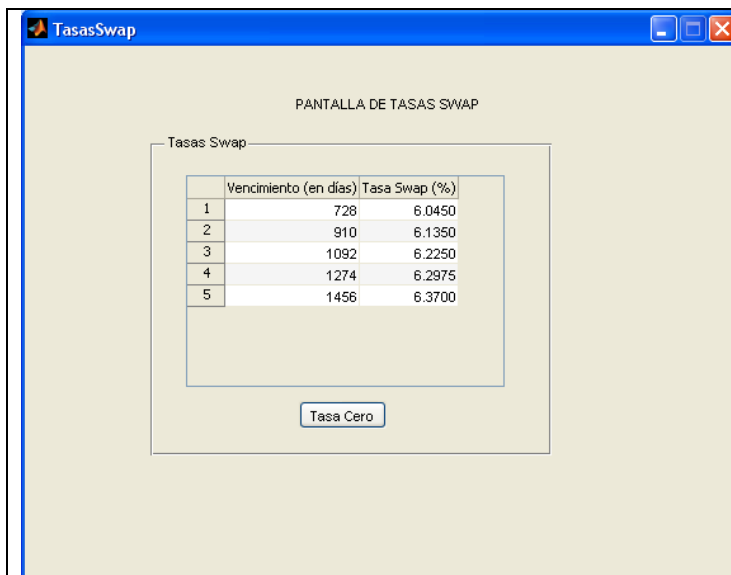 TasasSwap
PANTALLA DE TASAS SWAP
Tasas Swap
Vencimiento (en días) Tasa Swap (%)
1 728 6.0450
2 910 6.1350
3 1092 6.2250
4 1274 6.2975
5 1456 6.3700
Tasa Cero